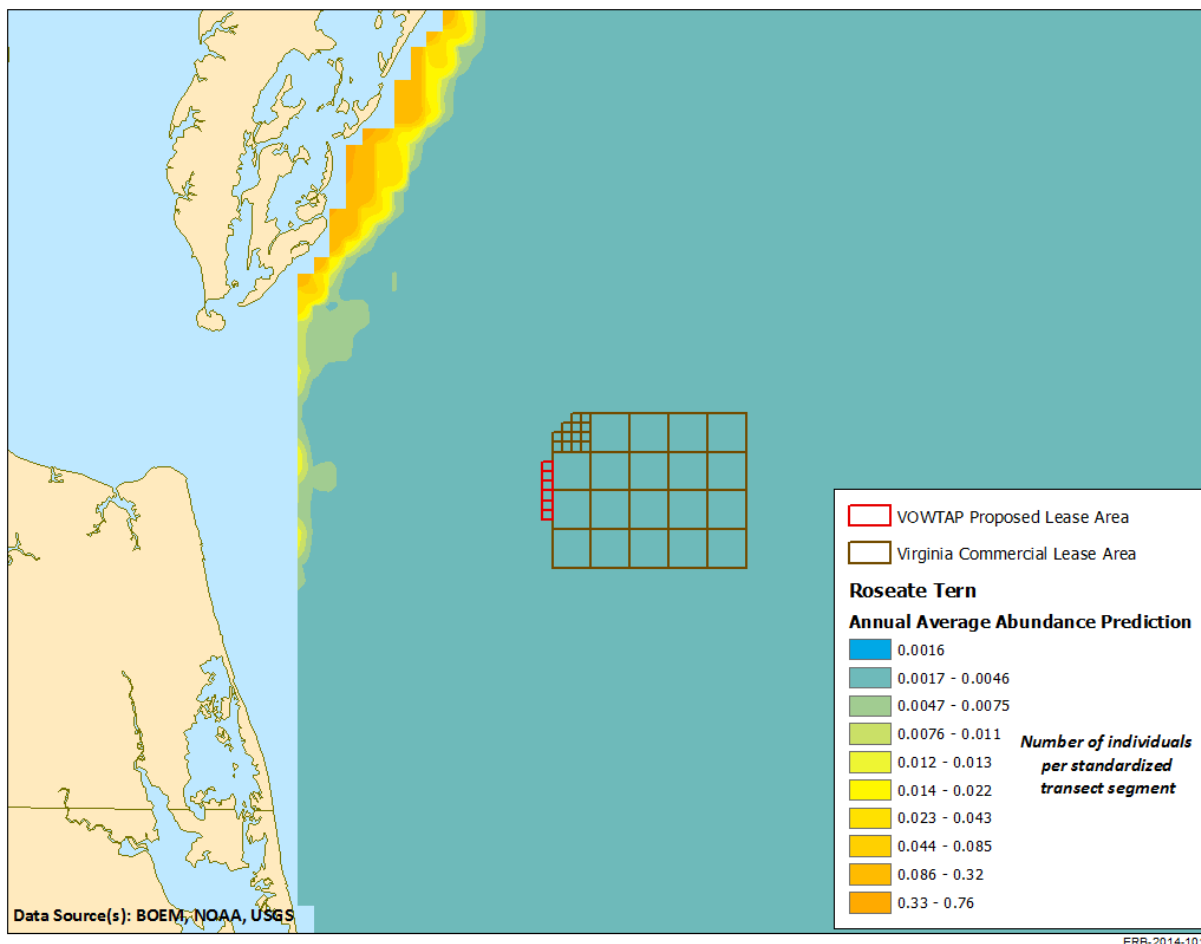 VOWTAP Proposed Lease Area
Virginia Commercial Lease Area
Roseate Tern
Annual Average Abundance Prediction
0.0016
0.0017 - 0.0046
0.0047 - 0.0075
0.0076 - 0.011
0.012 - 0.013
0.014 - 0.022
0.023 - 0.043
0.044 - 0.085
0.086 - 0.32
0.33 - 0.76
Number of individuals
per standardized
transect segment
Data Source(s): BOEM, NOAA, USGS